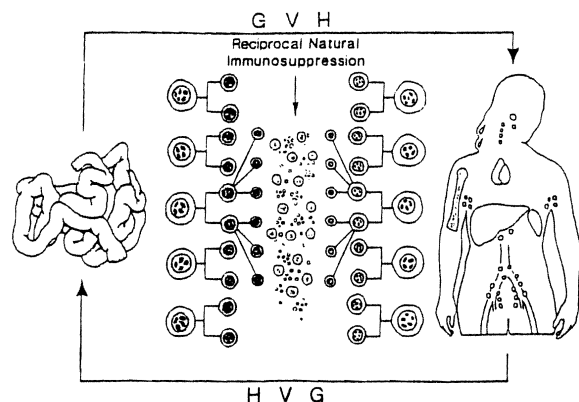 G V H
Reciprocal Natural
Immunosuppression
H V G